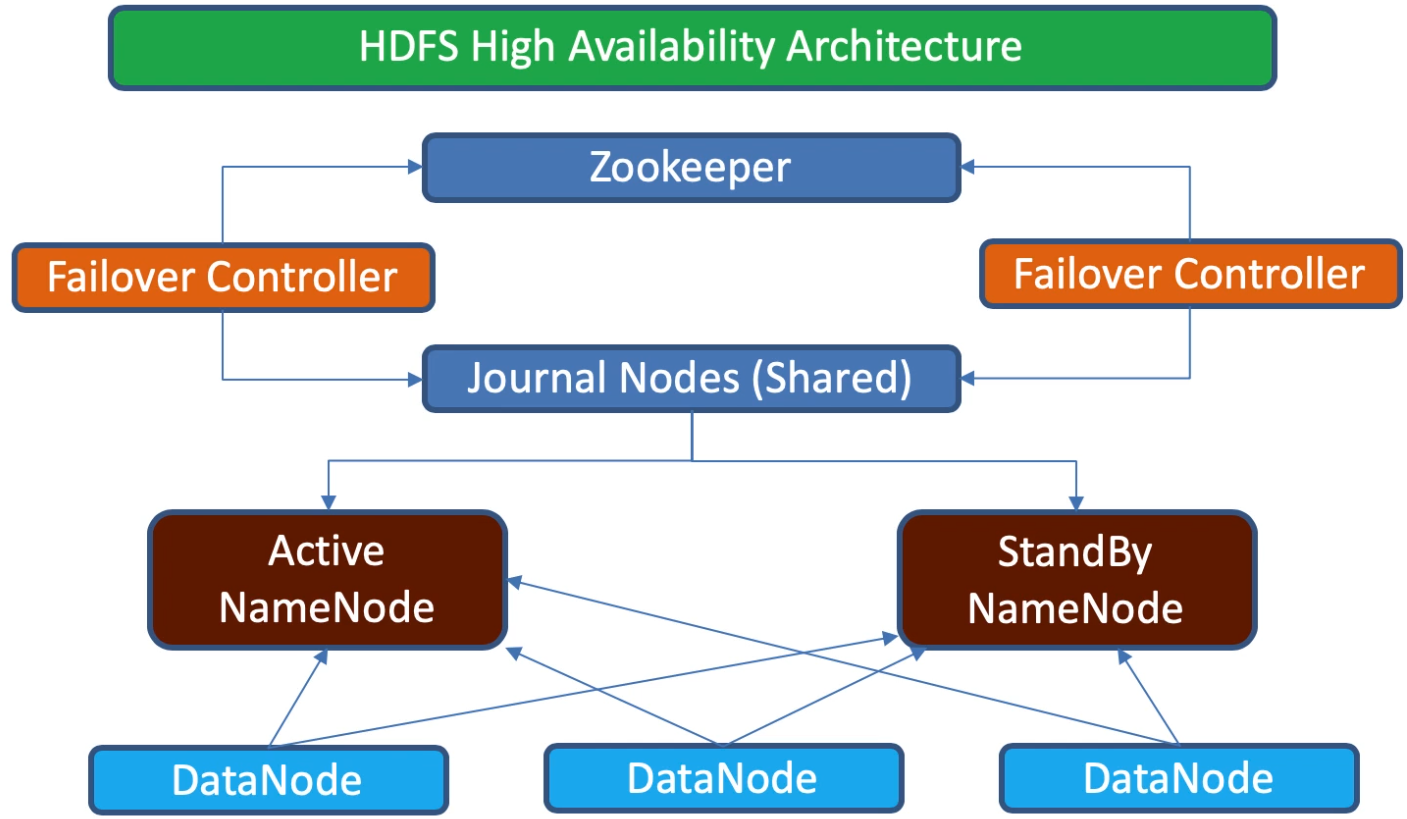 HDFS High Availability Architecture
Zookeeper
Failover Controller
Failover Controller
Journal Nodes (Shared)
Active
NameNode
StandBy
NameNode
DataNode
DataNode
DataNode